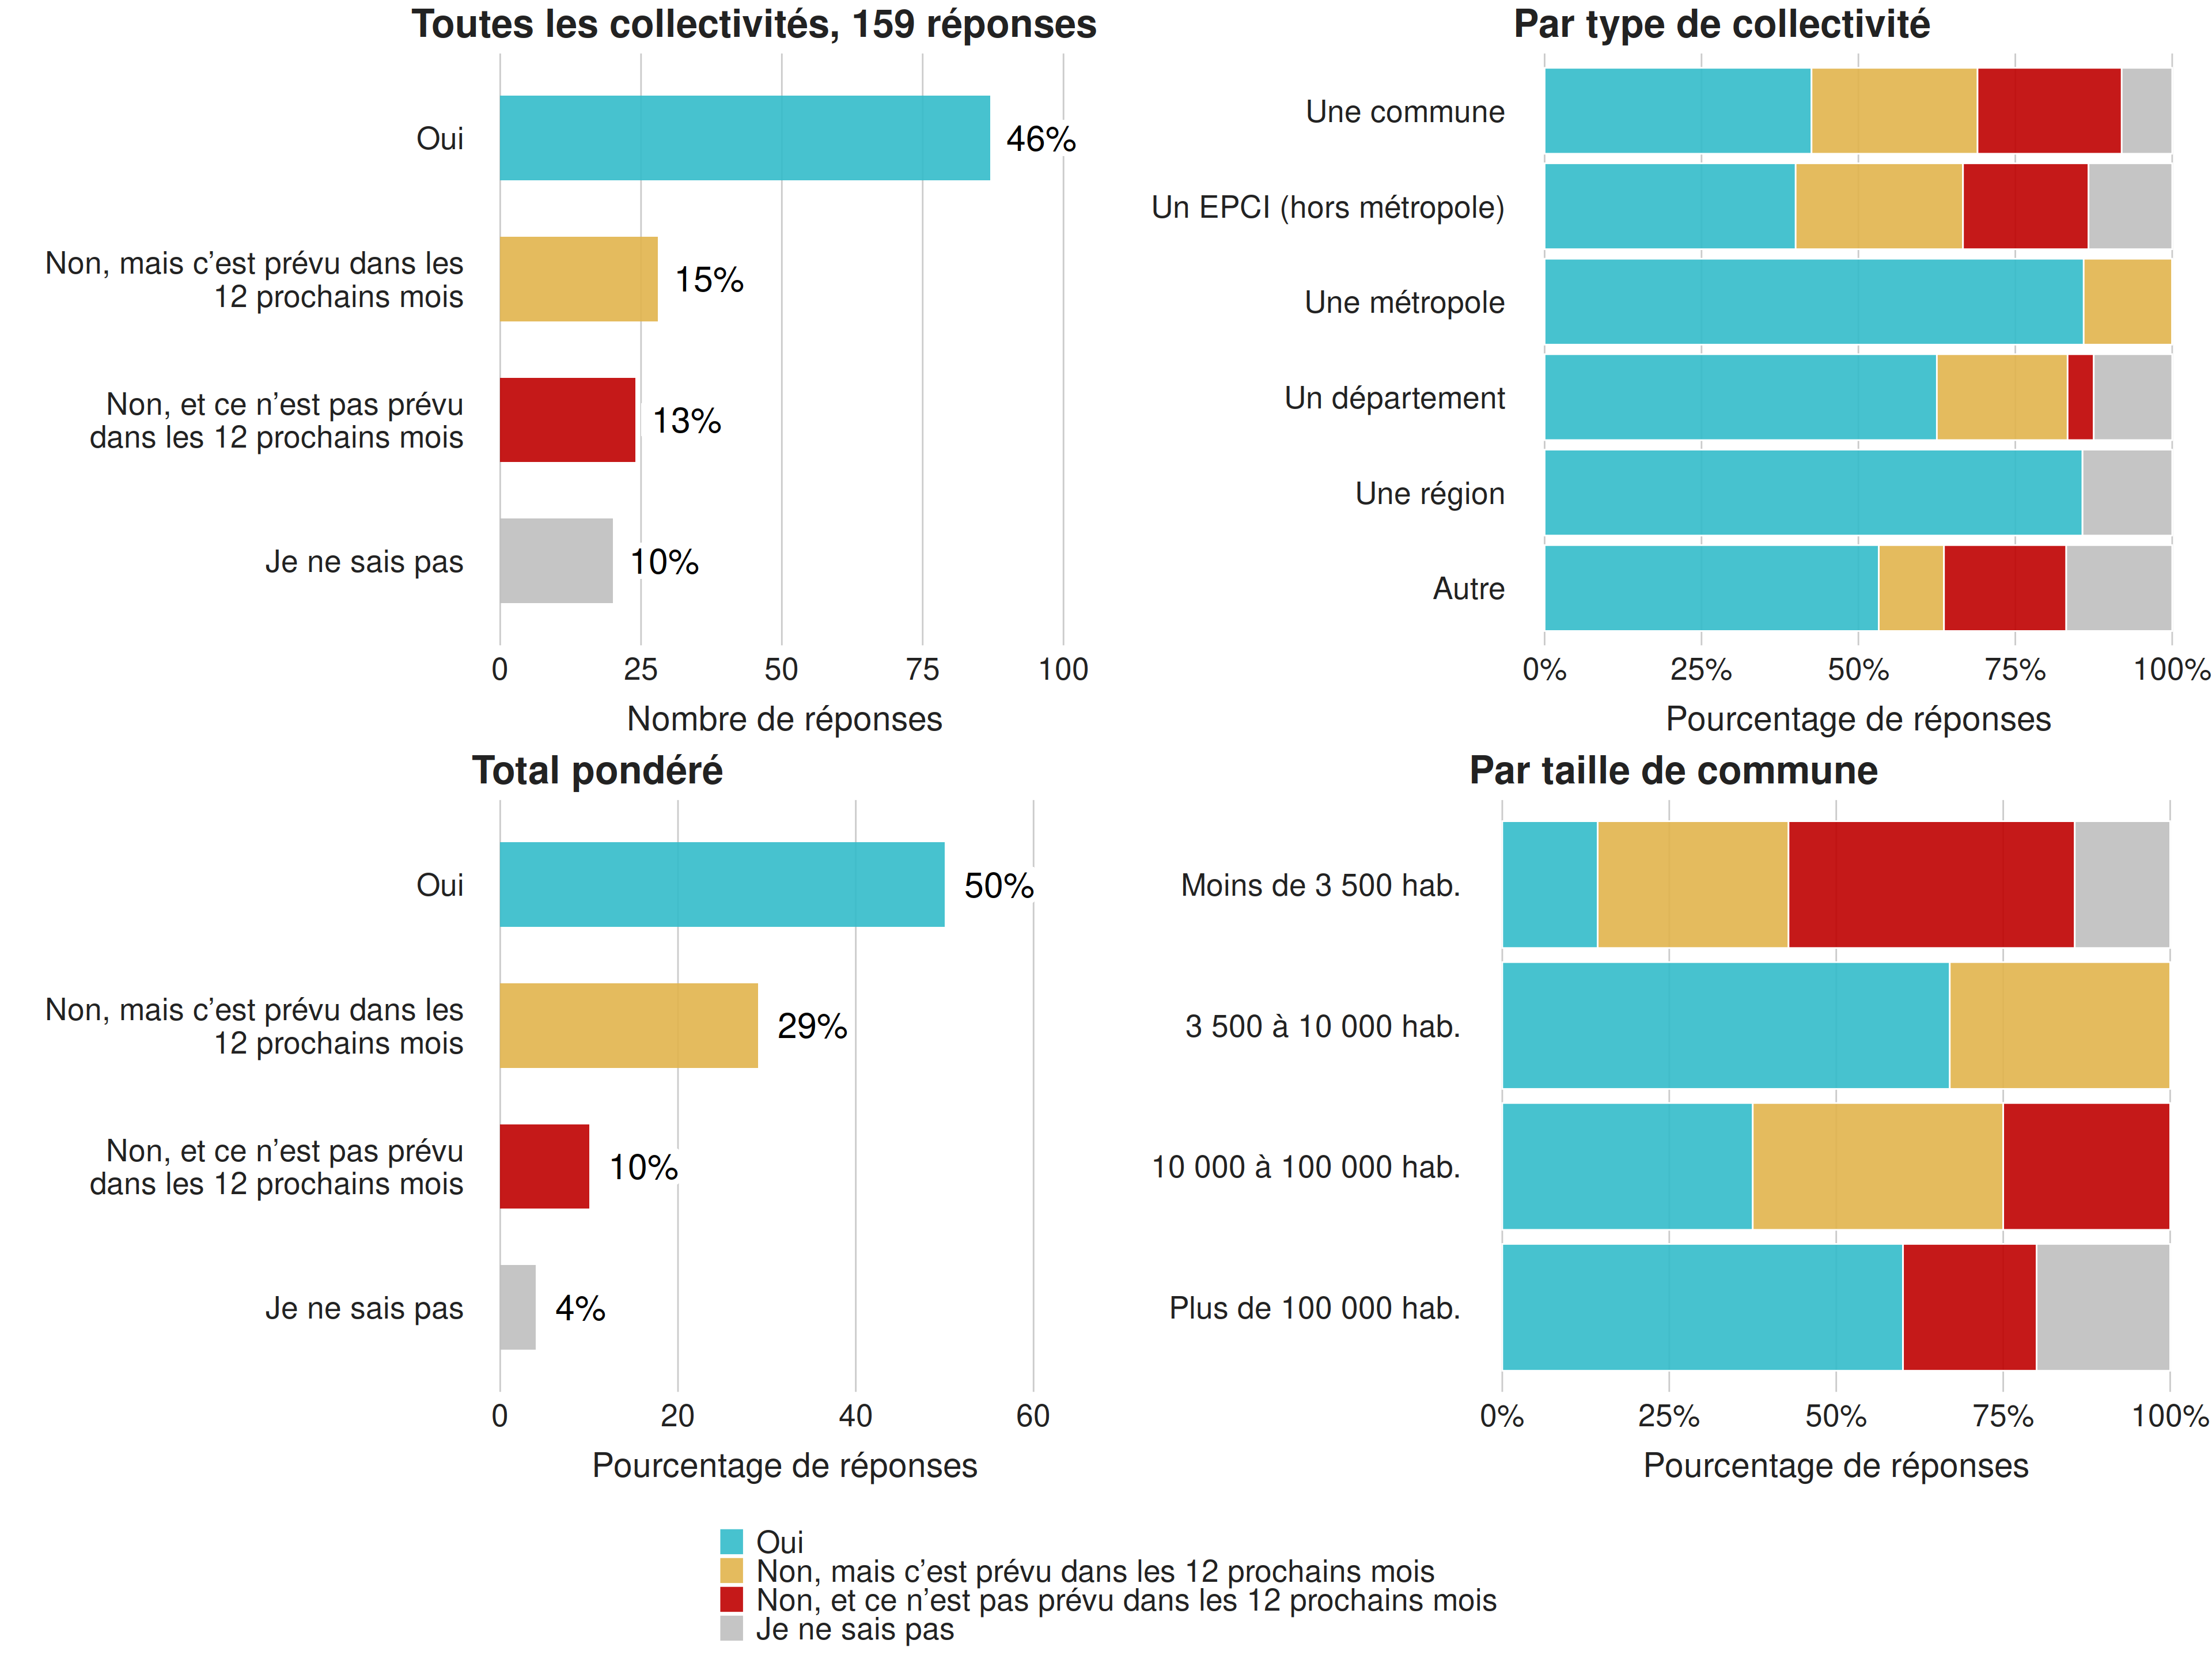 Toutes les collectivités, 159 réponses
Oui
46%
Non, mais c’est prévu dans les
12 prochains mois
15%
Non, et ce n’est pas prévu
dans les 12 prochains mois
13%
Je ne sais pas
10%
0 25 50 75 100
Nombre de réponses
Par type de collectivité
Une commune
Un EPCI (hors métropole)
Une métropole
Un département
Une région
Autre
0% 25% 50% 75% 100%
Pourcentage de réponses
Total pondéré
Oui
50%
Non, mais c’est prévu dans les
12 prochains mois
29%
Non, et ce n’est pas prévu
dans les 12 prochains mois
10%
Je ne sais pas
4%
0 20 40 60
Pourcentage de réponses
Par taille de commune
Moins de 3 500 hab.
3 500 à 10 000 hab.
10 000 à 100 000 hab.
Plus de 100 000 hab.
0% 25% 50% 75% 100%
Pourcentage de réponses
Oui
Non, mais c’est prévu dans les 12 prochains mois
Non, et ce n’est pas prévu dans les 12 prochains mois
Je ne sais pas